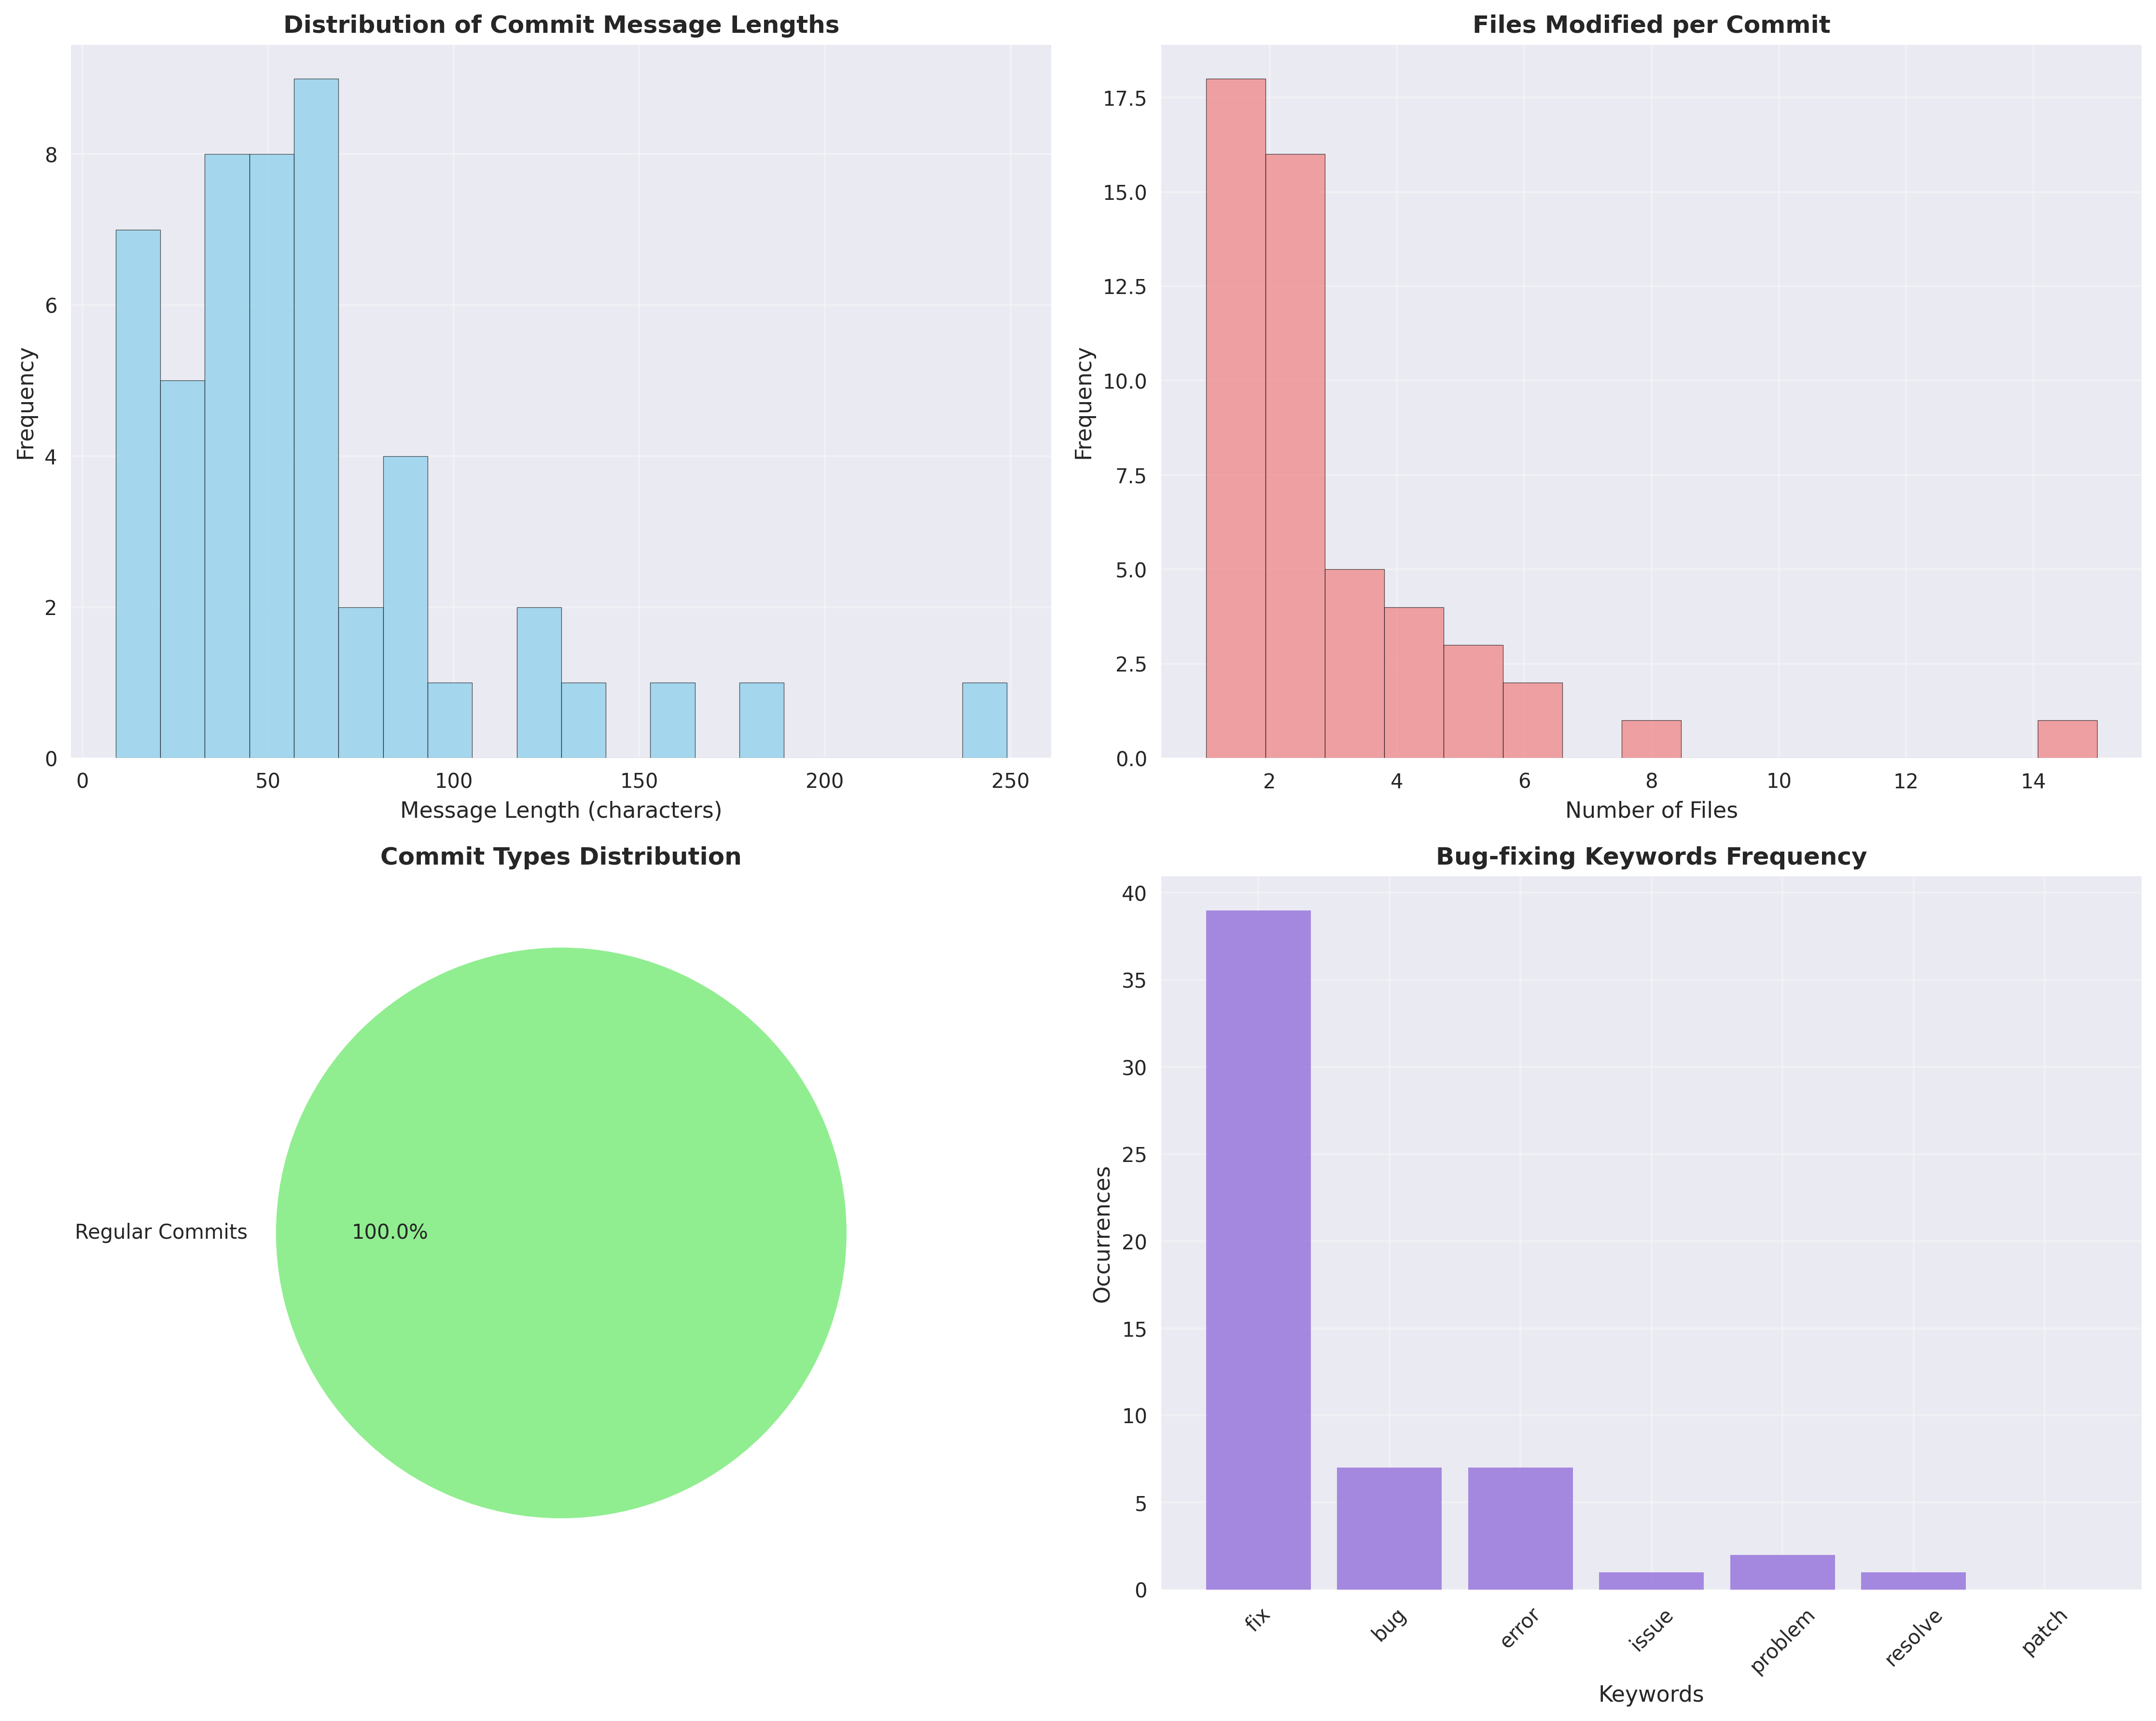 Distribution of Commit Message Lengths
Frequency
8
6
4
2
0
0 50 100 150 200 250
Message Length (characters)
Files Modified per Commit
Frequency
17.5
15.0
12.5
10.0
7.5
5.0
2.5
0.0
2 4 6 8 10 12 14
Number of Files
Commit Types Distribution
Regular Commits 100.0%
Bug-fixing Keywords Frequency
Occurrences
40
35
30
25
20
15
10
5
0
fix bug error issue problem resolve patch
Keywords